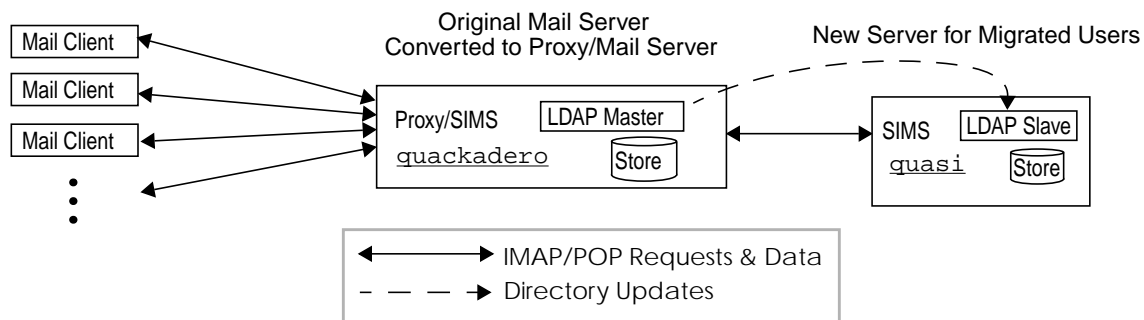 Original Mail Server
Converted to Proxy/Mail Server
New Server for Migrated Users
Mail Client
Mail Client
Mail Client
Proxy/SIMS
quackadero
LDAP Master
Store
SIMS
quasi
LDAP Slave
Store
IMAP/POP Requests & Data
Directory Updates